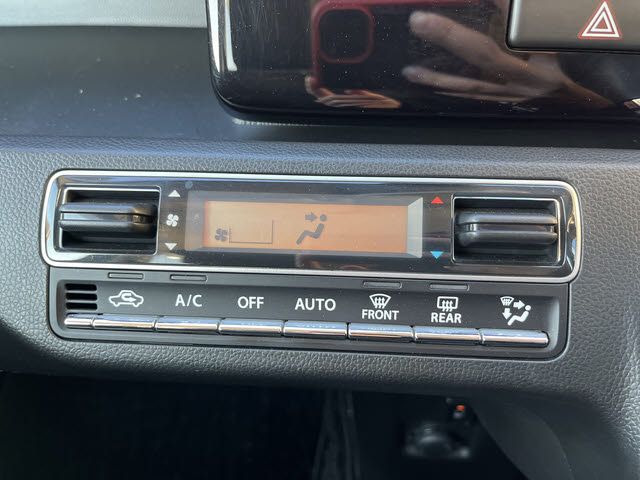 A/C OFF AUTO FRONT REAR